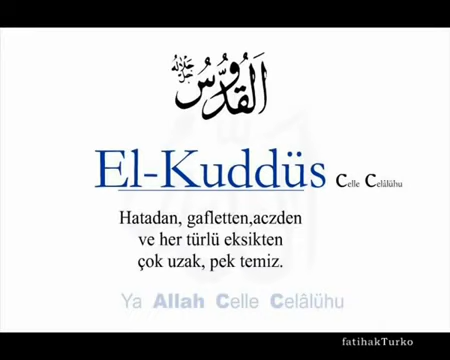 القدوس جل جلاله
El-Kuddüs Celle Celâlühu
Hatadan, gafletten,aczden
ve her türlü eksikten
çok uzak, pek temiz.
Ya Allah Celle Celâlühu
fatihakTurko